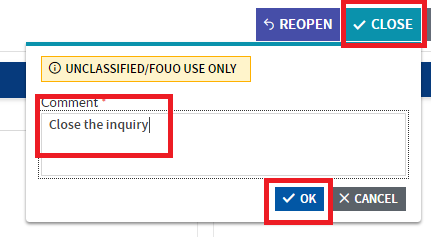 REOPEN
CLOSE
UNCLASSIFIED/FOUO USE ONLY
Comment *
Close the inquiry
OK
CANCEL